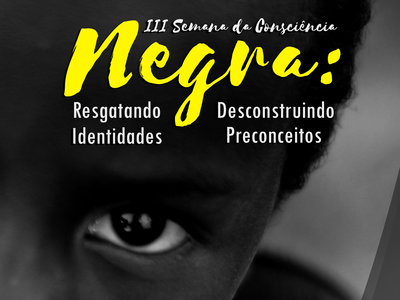 III Semana da Consciência
Negra:
Resgatando
Identidades
Desconstruindo
Preconceitos